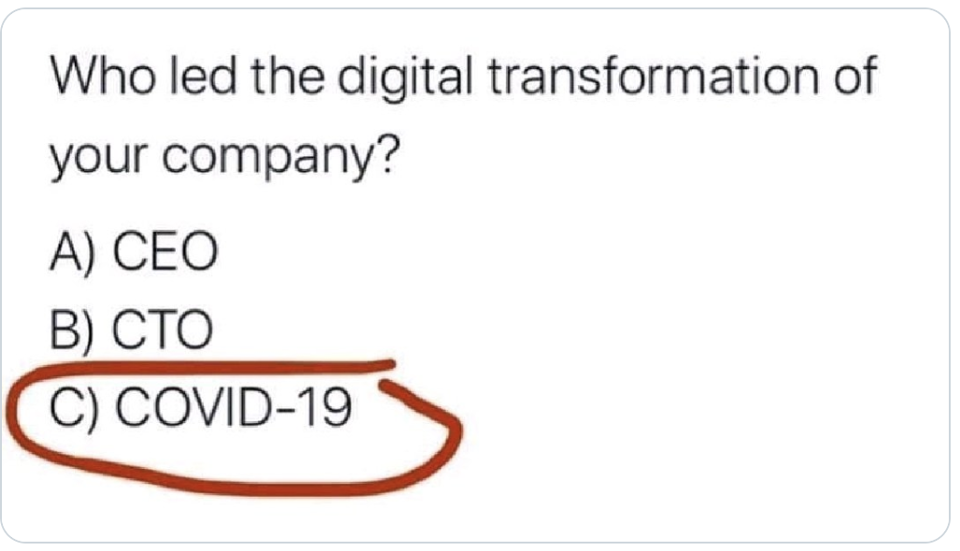 Who led the digital transformation of
your company?
A) CEO
B) CTO
C) COVID-19